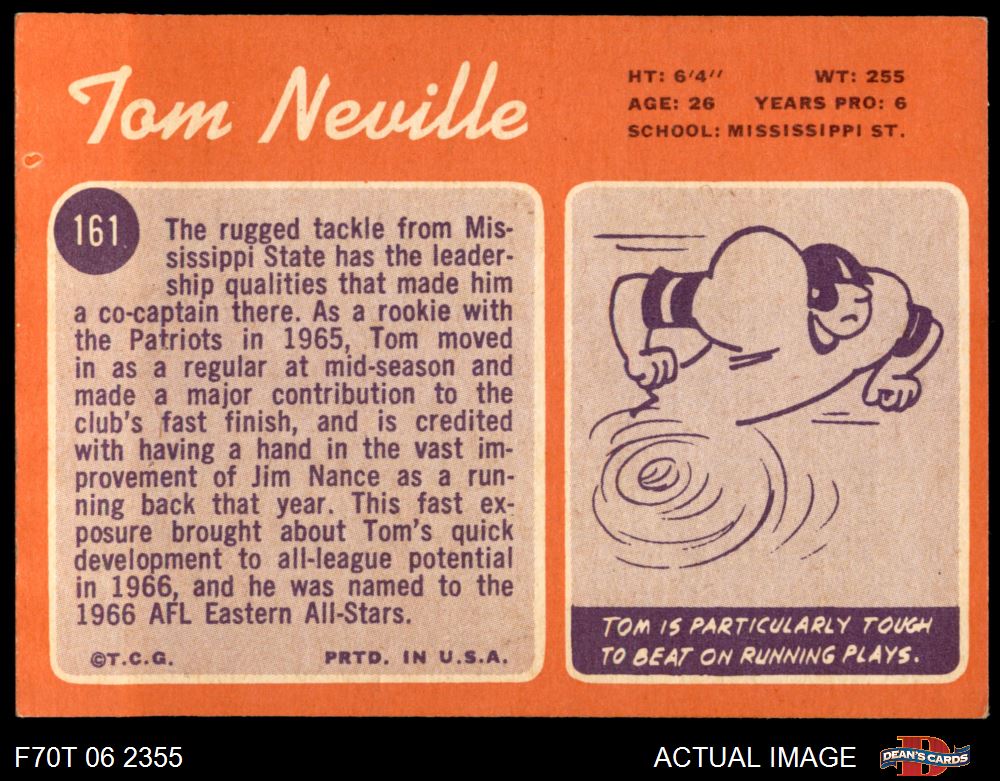 Tom Neville
HT: 6'4" WT: 255
AGE: 26 YEARS PRO: 6
SCHOOL: MISSISSIPPI ST.
161
The rugged tackle from Mis-
sissippi State has the leader-
ship qualities that made him
a co-captain there. As a rookie with
the Patriots in 1965, Tom moved
in as a regular at mid-season and
made a major contribution to the
club's fast finish, and is credited
with having a hand in the vast im-
provement of Jim Nance as a run-
ning back that year. This fast ex-
posure brought about Tom's quick
development to all-league potential
in 1966, and he was named to the
1966 AFL Eastern All-Stars.
©T.C.G. PRTD. IN U.S.A.
TOM IS PARTICULARLY TOUGH
TO BEAT ON RUNNING PLAYS.
F70T 06 2355
ACTUAL IMAGE
D
DEAN'S CARDS